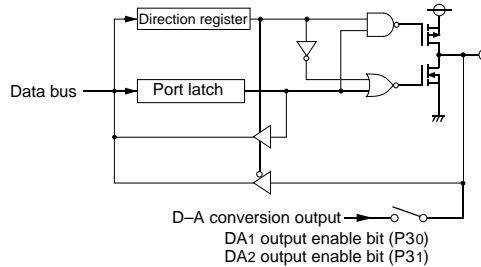 Direction register
Data bus
Port latch
D–A conversion output
DA1 output enable bit (P30)
DA2 output enable bit (P31)